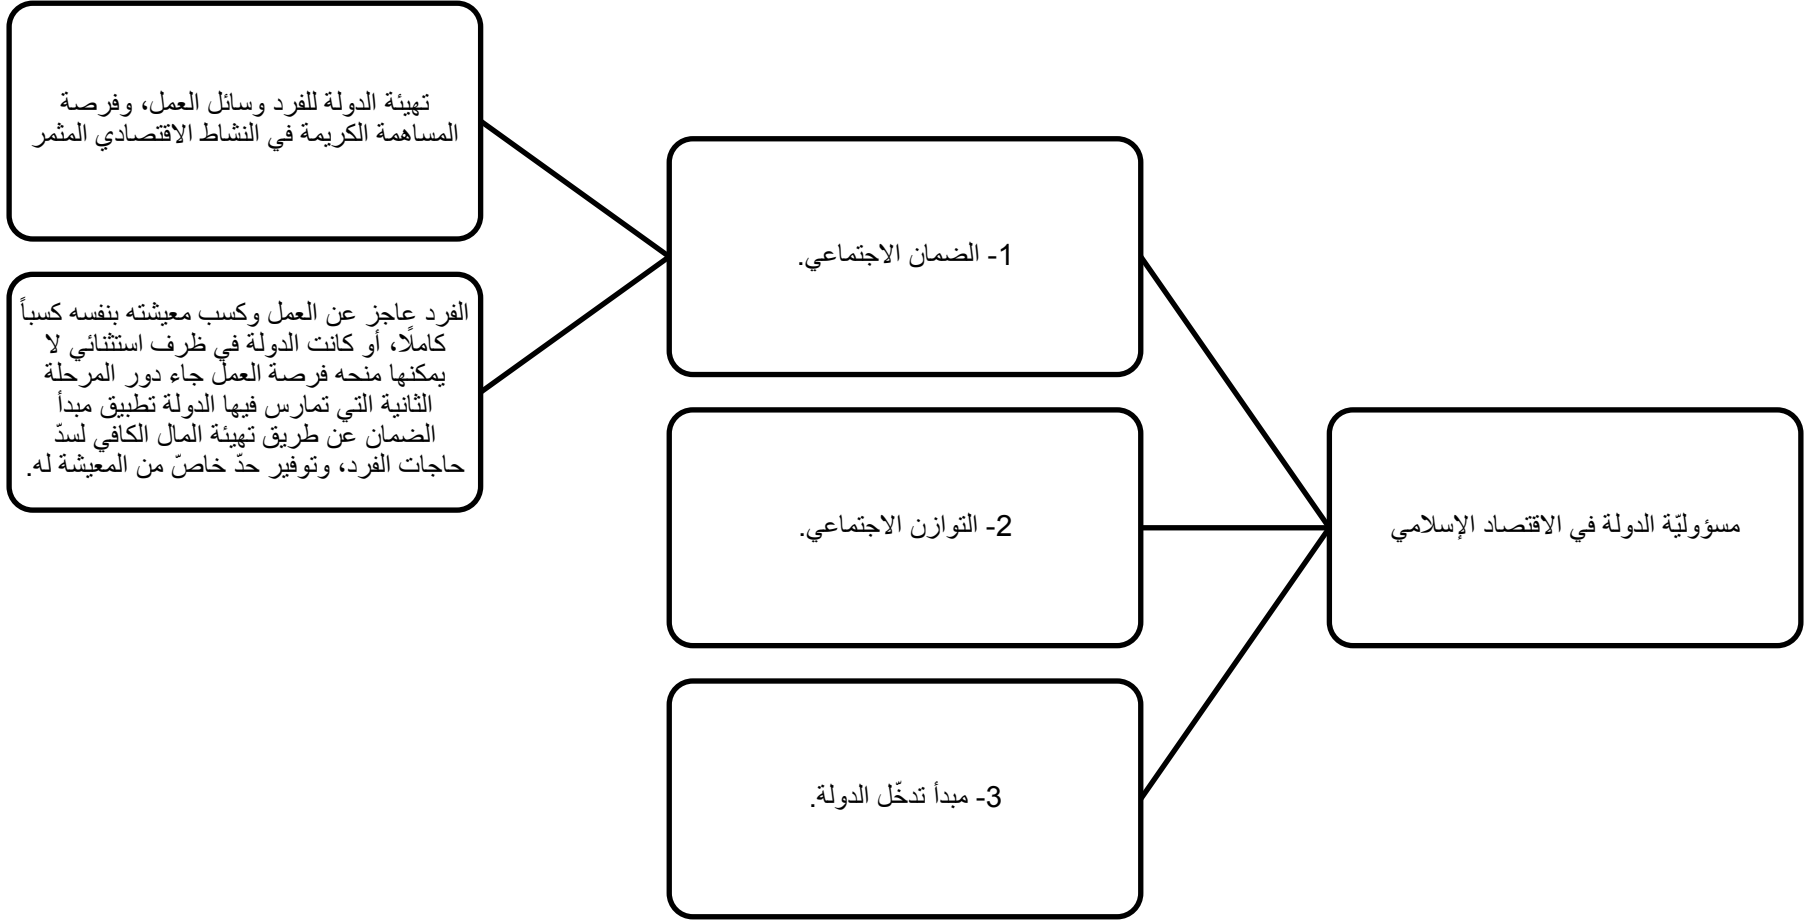 مسؤوليّة الدولة في الاقتصاد الإسلامي
1- الضمان الاجتماعي.
تهيئة الدولة للفرد وسائل العمل، وفرصة
المساهمة الكريمة في النشاط الاقتصادي المثمر
الفرد عاجز عن العمل وكسب معيشته بنفسه كسباً
كاملًا، أو كانت الدولة في ظرف استثنائي لا
يمكنها منحه فرصة العمل جاء دور المرحلة
الثانية التي تمارس فيها الدولة تطبيق مبدأ
الضمان عن طريق تهيئة المال الكافي لسدّ
حاجات الفرد، وتوفير حدّ خاصّ من المعيشة له.
2- التوازن الاجتماعي.
3- مبدأ تدخّل الدولة.